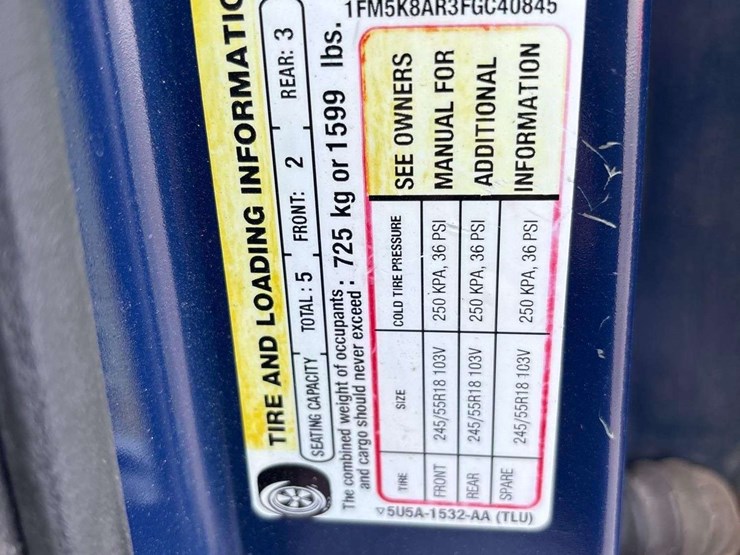 TIRE AND LOADING INFORMATIO
SEATING CAPACITY TOTAL : 5 FRONT: 2 REAR: 3
The combined weight of occupants
and cargo should never exceed : 725 kg or 1599 lbs.
1FM5K8AR3FGC40845
TIRE SIZE COLD TIRE PRESSURE
FRONT 245/55R18 103V 250 KPA, 36 PSI
REAR 245/55R18 103V 250 KPA, 36 PSI
SPARE 245/55R18 103V 250 KPA, 36 PSI
SEE OWNERS
MANUAL FOR
ADDITIONAL
INFORMATION
5U5A-1532-AA (TLU)